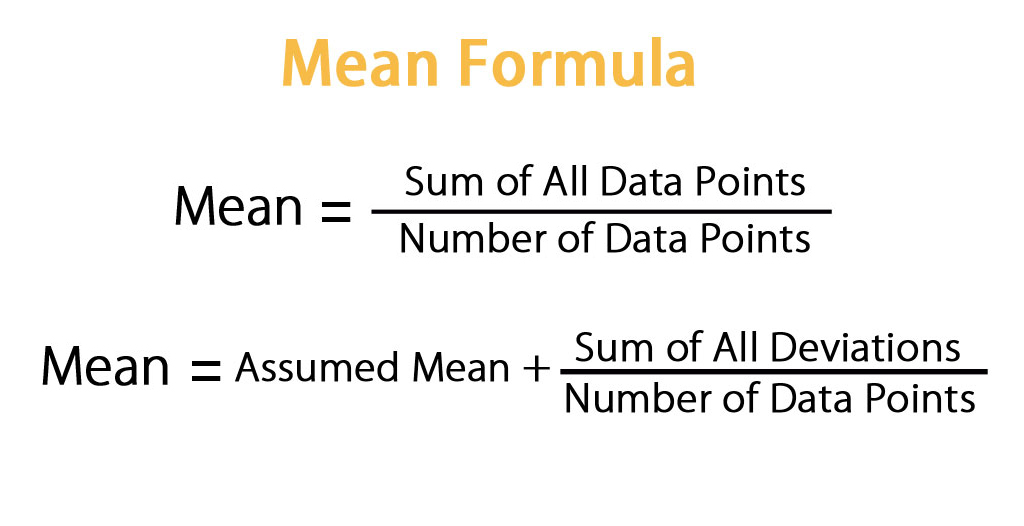 Mean Formula
Mean = Sum of All Data Points
Number of Data Points
Mean = Assumed Mean + Sum of All Deviations
Number of Data Points